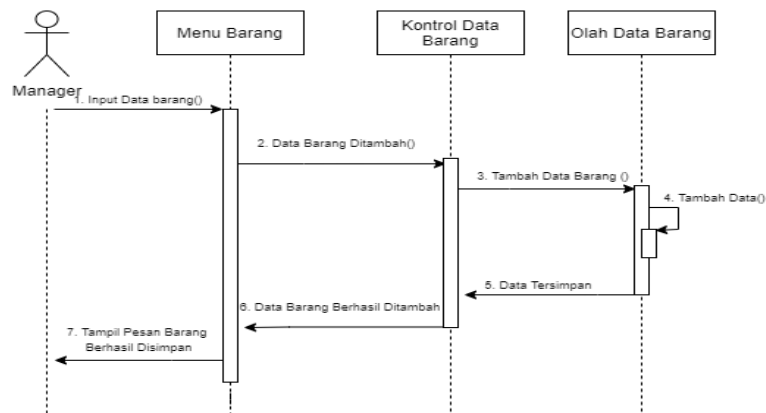 Menu Barang
Kontrol Data
Barang
Olah Data Barang
Manager
1. Input Data barang()
2. Data Barang Ditambah()
3. Tambah Data Barang ()
4. Tambah Data()
5. Data Tersimpan
6. Data Barang Berhasil Ditambah
7. Tampil Pesan Barang
Berhasil Disimpan